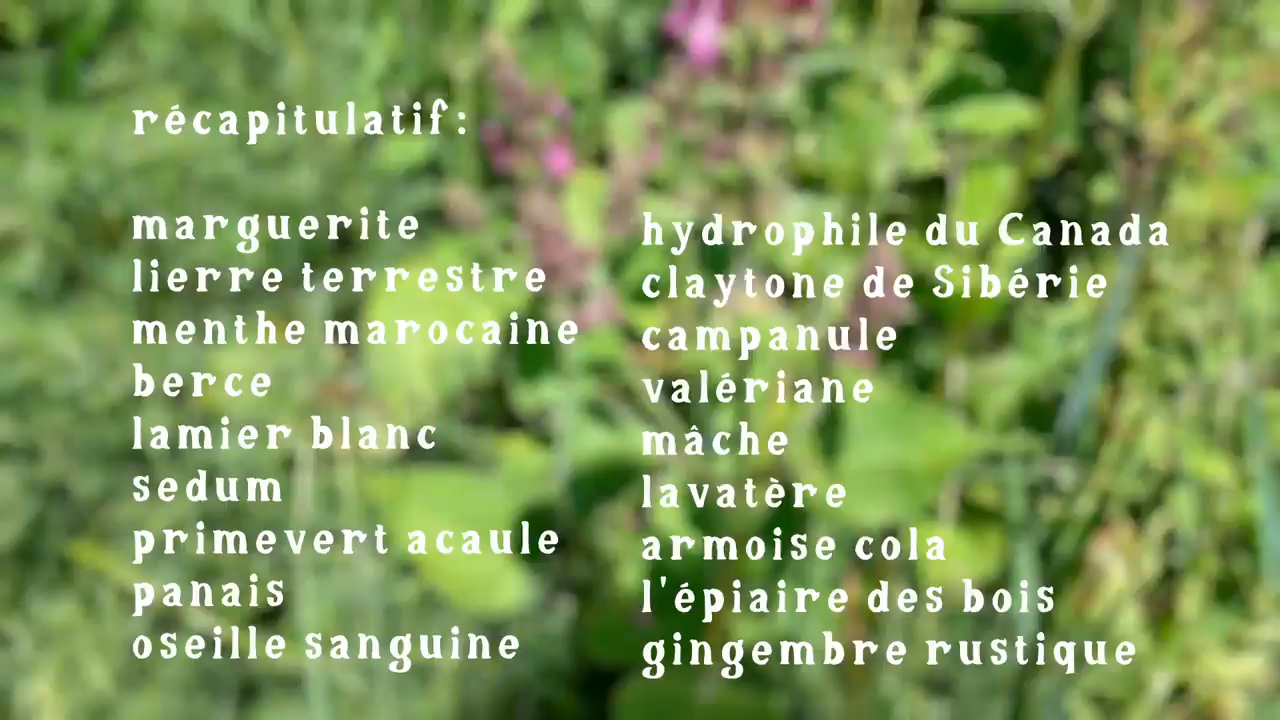 récapitulatif:
marguerite
lierre terrestre
menthe marocaine
berce
lamier blanc
sedum
primevert acaule
panais
oseille sanguine
hydrophile du Canada
claytone de Sibérie
campanule
valériane
mâche
lavatère
armoise cola
l'épiaire des bois
gingembre rustique